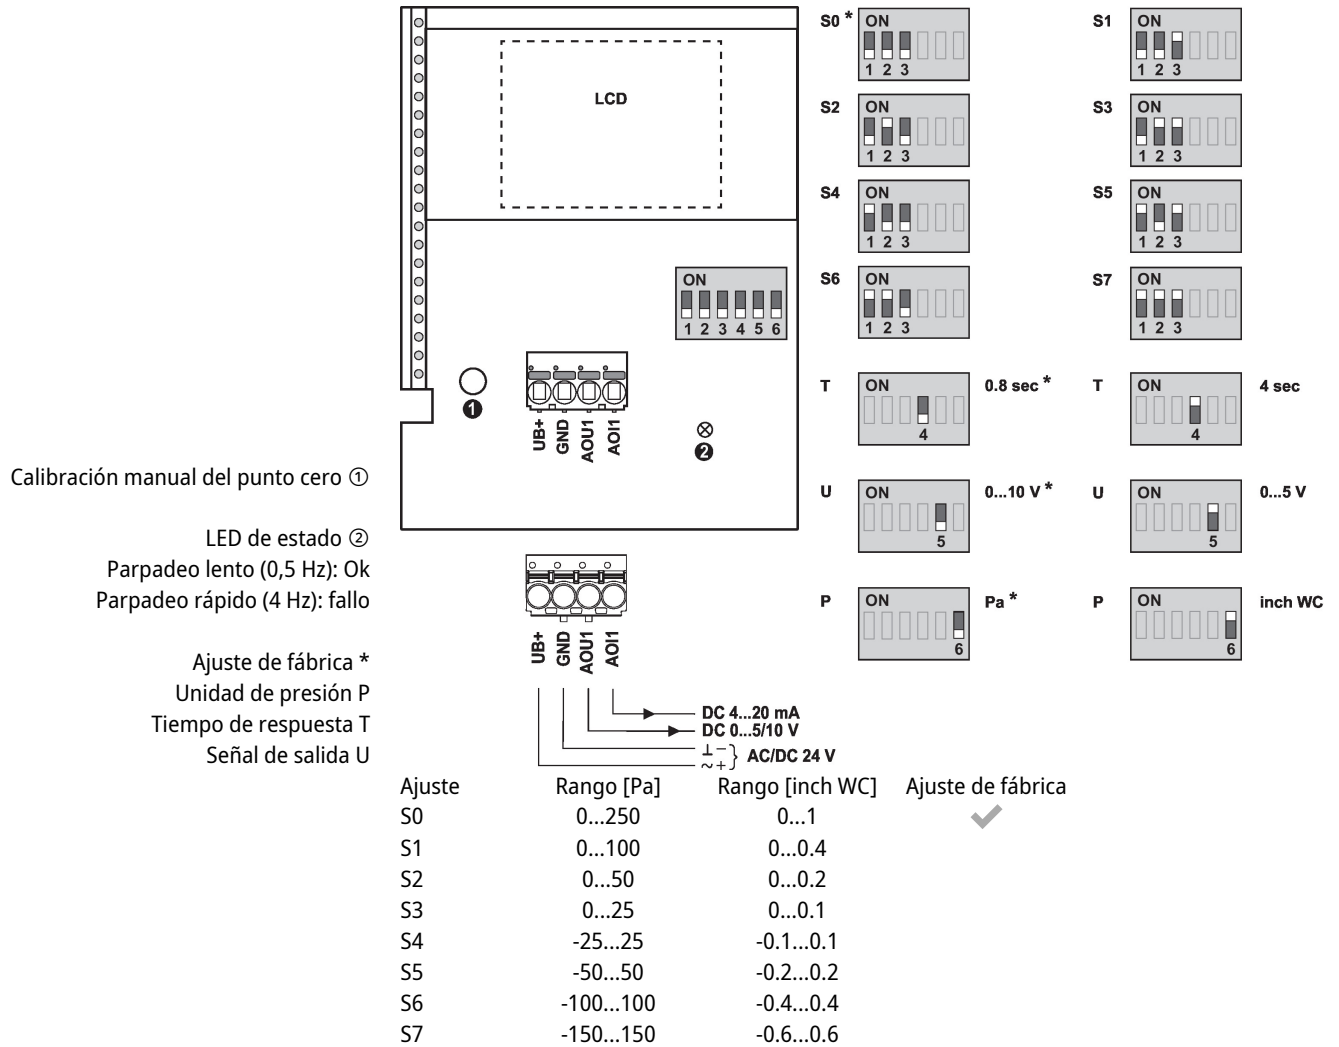 LCD
ON
1 2 3 4 5 6
❶
UB+
GND
AOU1
AOI1
❷
S0 *
ON
1 2 3
S1
ON
1 2 3
S2
ON
1 2 3
S3
ON
1 2 3
S4
ON
1 2 3
S5
ON
1 2 3
S6
ON
1 2 3
S7
ON
1 2 3
T
ON
4
0.8 sec *
T
ON
4
4 sec
U
ON
5
0...10 V *
U
ON
5
0...5 V
P
ON
6
Pa *
P
ON
6
inch WC
Calibración manual del punto cero ①
LED de estado ②
Parpadeo lento (0,5 Hz): Ok
Parpadeo rápido (4 Hz): fallo
Ajuste de fábrica *
Unidad de presión P
Tiempo de respuesta T
Señal de salida U
UB+
GND
AOU1
AOI1
DC 4...20 mA
DC 0...5/10 V
⊥ −
~ +
} AC/DC 24 V
Ajuste Rango [Pa] Rango [inch WC] Ajuste de fábrica
S0 0...250 0...1 ✔
S1 0...100 0...0.4
S2 0...50 0...0.2
S3 0...25 0...0.1
S4 -25...25 -0.1...0.1
S5 -50...50 -0.2...0.2
S6 -100...100 -0.4...0.4
S7 -150...150 -0.6...0.6